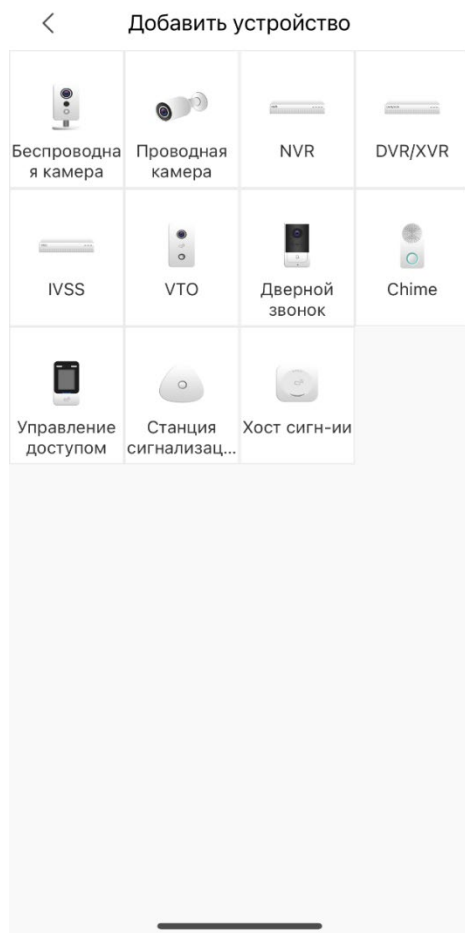 Добавить устройство
Беспроводна
я камера
Проводная
камера
NVR
DVR/XVR
IVSS
VTO
Дверной
звонок
Chime
Управление
доступом
Станция
сигнализац...
Хост сигн-ии